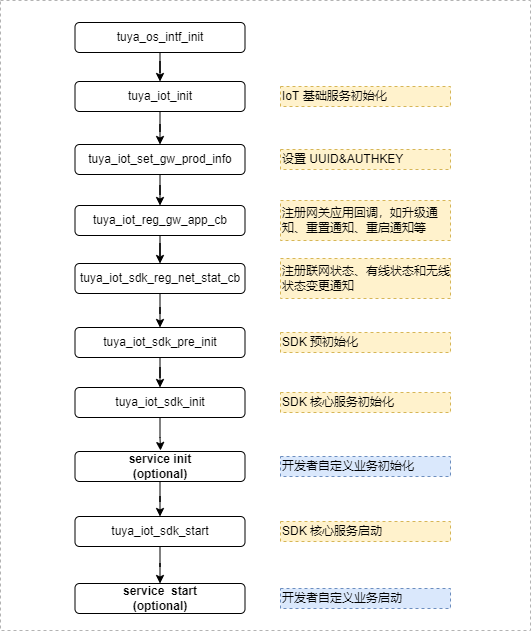 tuya_os_intf_init
tuya_iot_init
IoT 基础服务初始化
tuya_iot_set_gw_prod_info
设置 UUID&AUTHKEY
tuya_iot_reg_gw_app_cb
注册网关应用回调，如升级通
知、重置通知、重启通知等
tuya_iot_sdk_reg_net_stat_cb
注册联网状态、有线状态和无线
状态变更通知
tuya_iot_sdk_pre_init
SDK 预初始化
tuya_iot_sdk_init
SDK 核心服务初始化
service init
(optional)
开发者自定义业务初始化
tuya_iot_sdk_start
SDK 核心服务启动
service start
(optional)
开发者自定义业务启动